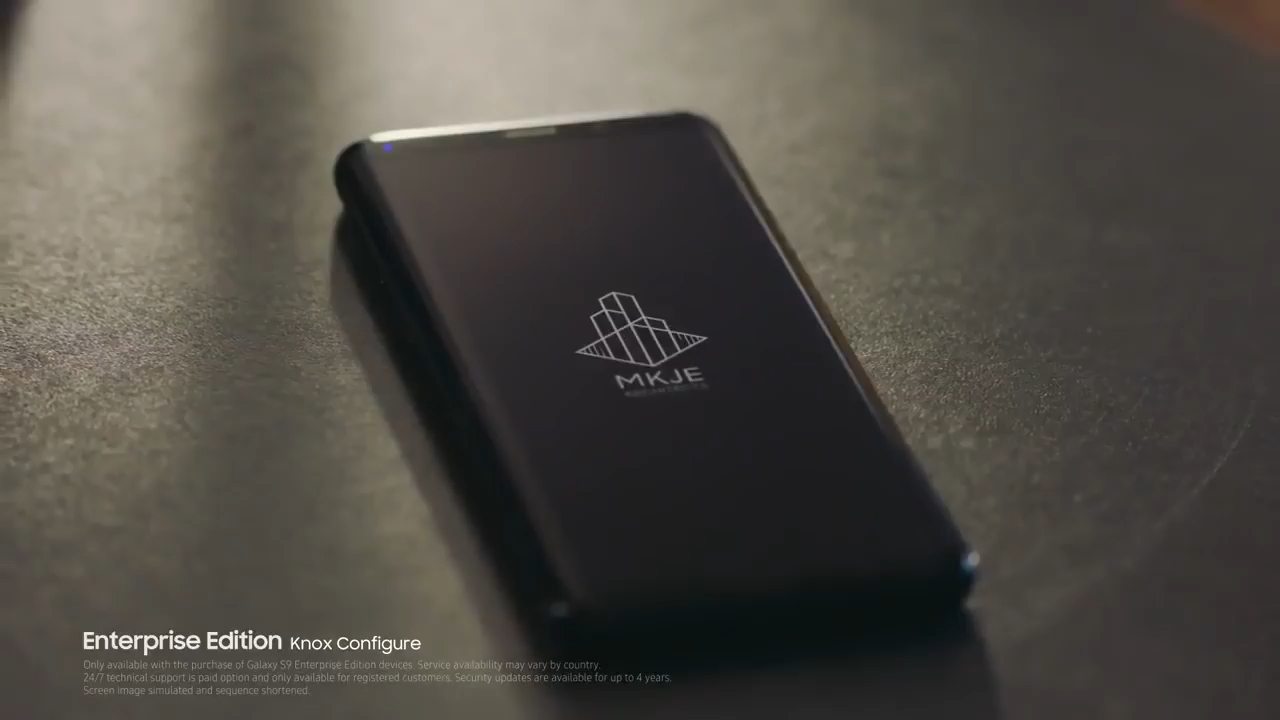 MKJE
ARCHITECTS
Enterprise Edition Knox Configure
Only available with the purchase of Galaxy S9 Enterprise Edition devices. Service availability may vary by country.
24/7 technical support is paid option and only available for registered customers. Security updates are available for up to 4 years.
Screen image simulated and sequence shortened.